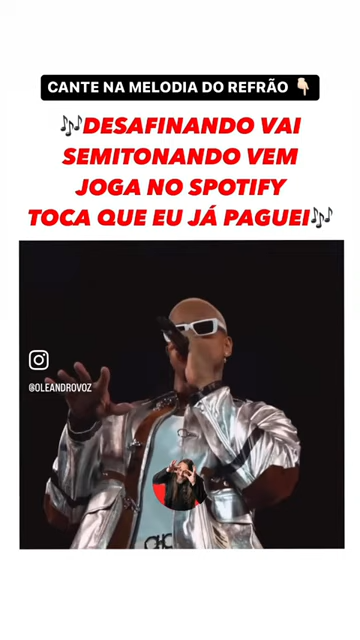 CANTE NA MELODIA DO REFRÃO 👇🏻
🎶DESAFINANDO VAI
SEMITONANDO VEM
JOGA NO SPOTIFY
TOCA QUE EU JÁ PAGUEI🎶
@OLEANDROVOZ